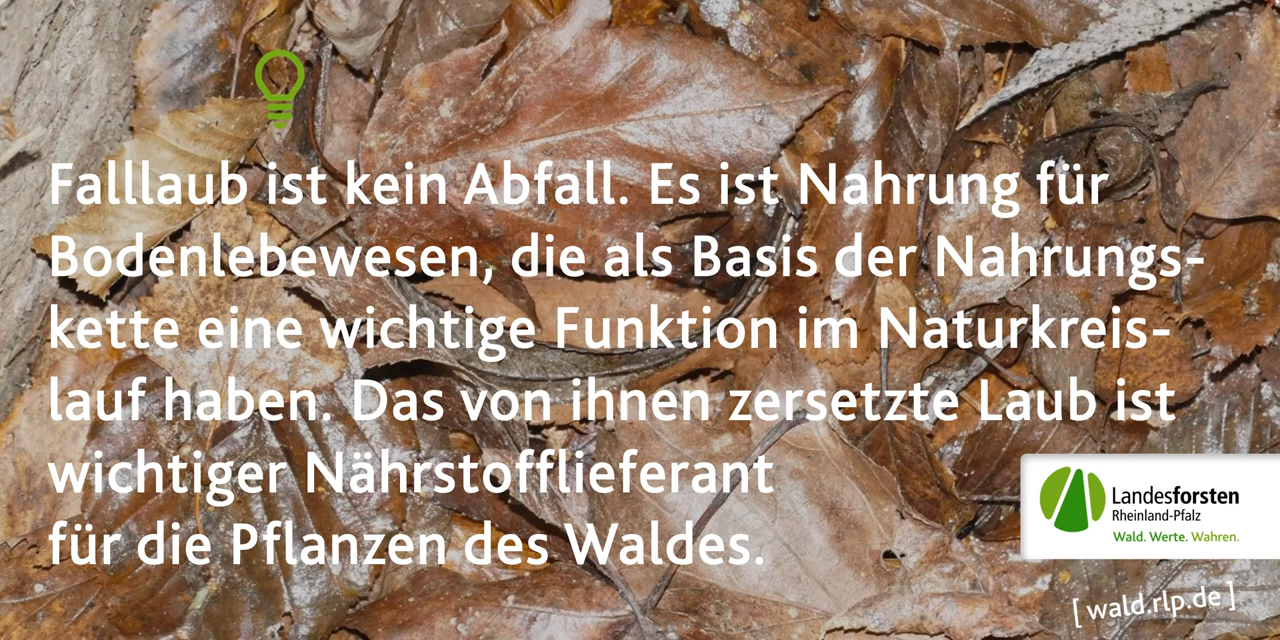 Falllaub ist kein Abfall. Es ist Nahrung für
Bodenlebewesen, die als Basis der Nahrungs-
kette eine wichtige Funktion im Naturkreis-
lauf haben. Das von ihnen zersetzte Laub ist
wichtiger Nährstofflieferant
für die Pflanzen des Waldes.
Landesforsten
Rheinland-Pfalz
Wald. Werte. Wahren.
[ wald.rlp.de ]